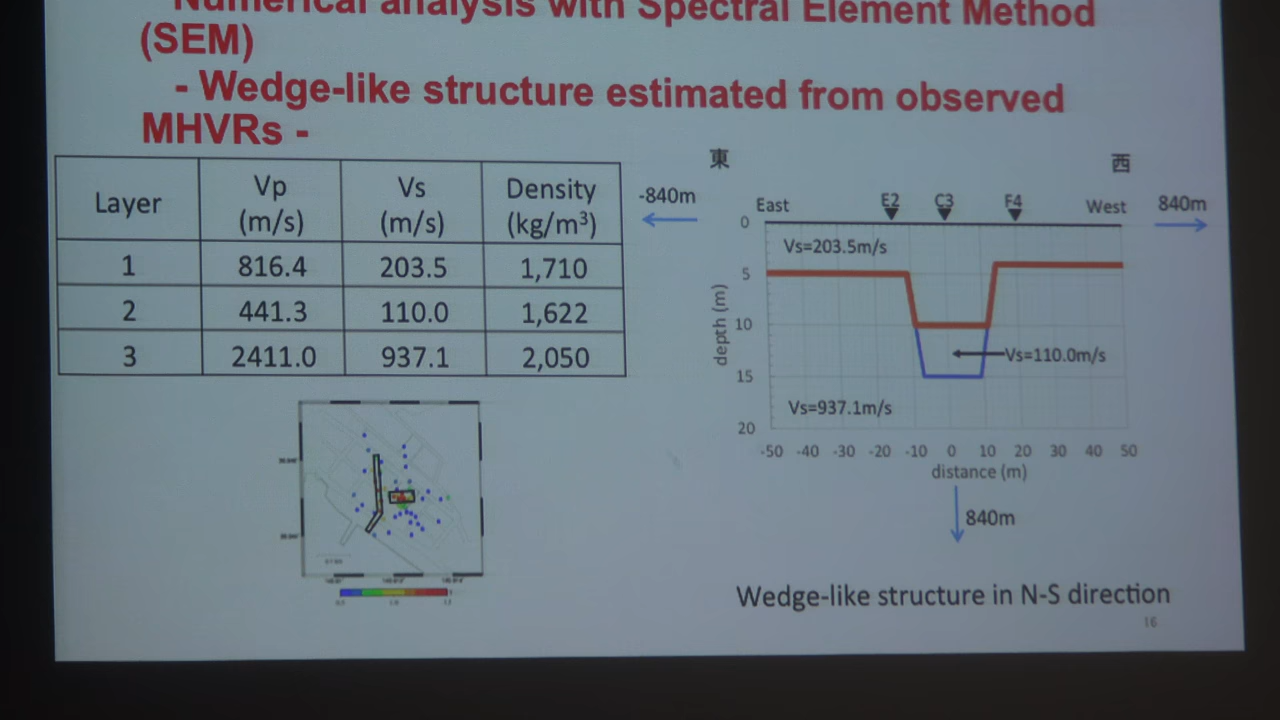 Numerical analysis with Spectral Element Method
(SEM)
- Wedge-like structure estimated from observed
MHVRs -
Layer Vp (m/s) Vs (m/s) Density (kg/m³)
1 816.4 203.5 1,710
2 441.3 110.0 1,622
3 2411.0 937.1 2,050
東 西
-840m East E2 C3 F4 West 840m
0
Vs=203.5m/s
5
depth (m)
10
Vs=110.0m/s
15
Vs=937.1m/s
20
-50 -40 -30 -20 -10 0 10 20 30 40 50
distance (m)
840m
Wedge-like structure in N-S direction
16